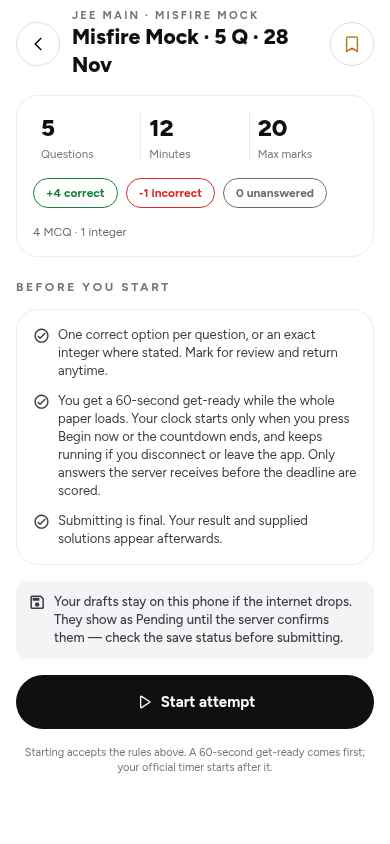 JEE MAIN · MISFIRE MOCK
Misfire Mock · 5 Q · 28
Nov
5
Questions
12
Minutes
20
Max marks
+4 correct
-1 incorrect
0 unanswered
4 MCQ · 1 integer
BEFORE YOU START
One correct option per question, or an exact
integer where stated. Mark for review and return
anytime.
You get a 60-second get-ready while the whole
paper loads. Your clock starts only when you press
Begin now or the countdown ends, and keeps
running if you disconnect or leave the app. Only
answers the server receives before the deadline are
scored.
Submitting is final. Your result and supplied
solutions appear afterwards.
Your drafts stay on this phone if the internet drops.
They show as Pending until the server confirms
them — check the save status before submitting.
Start attempt
Starting accepts the rules above. A 60-second get-ready comes first;
your official timer starts after it.